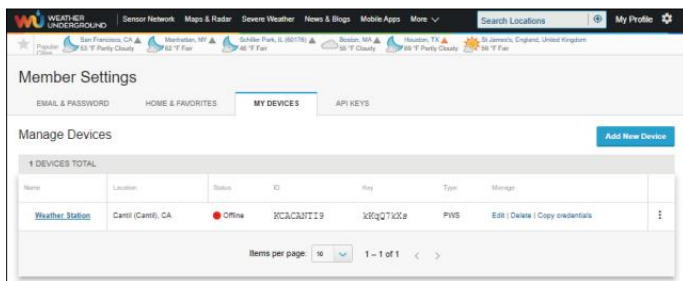 WEATHER UNDERGROUND Sensor Network Maps & Radar Severe Weather News & Blogs Mobile Apps More Search Locations My Profile
Popular Cities San Francisco, CA 53 °F Partly Cloudy Manhattan, NY 62 °F Fair Schiller Park, IL (60176) 46 °F Fair Boston, MA 55 °F Cloudy Houston, TX Partly Cloudy St James's, England, United Kingdom Fair
Member Settings
EMAIL & PASSWORD HOME & FAVORITES MY DEVICES API KEYS
Manage Devices Add New Device
1 DEVICES TOTAL
Name Location Status ID Key Type Manage
Weather Station Cantil (Cantil), CA Offline KCACANTI9 kKqQ7kXs PWS Edit | Delete | Copy credentials
Items per page: 10 1 – 1 of 1